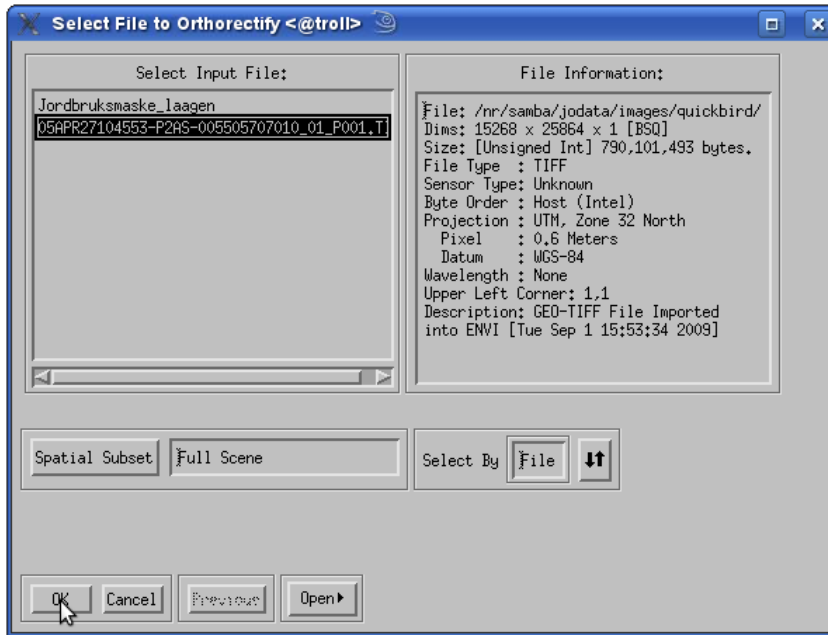 Select File to Orthorectify <@troll>
Select Input File:
Jordbruksmaske_laagen
05APR27104553-P2AS-005505707010_01_P001.T
File Information:
File: /nr/samba/jodata/images/quickbird/
Dims: 15268 x 25864 x 1 [BSQ]
Size: [Unsigned Int] 790,101,493 bytes.
File Type : TIFF
Sensor Type: Unknown
Byte Order : Host (Intel)
Projection : UTM, Zone 32 North
Pixel : 0.6 Meters
Datum : WGS-84
Wavelength : None
Upper Left Corner: 1,1
Description: GEO-TIFF File Imported
into ENVI [Tue Sep 1 15:53:34 2009]
Spatial Subset
Full Scene
Select By
File
OK
Cancel
Previous
Open